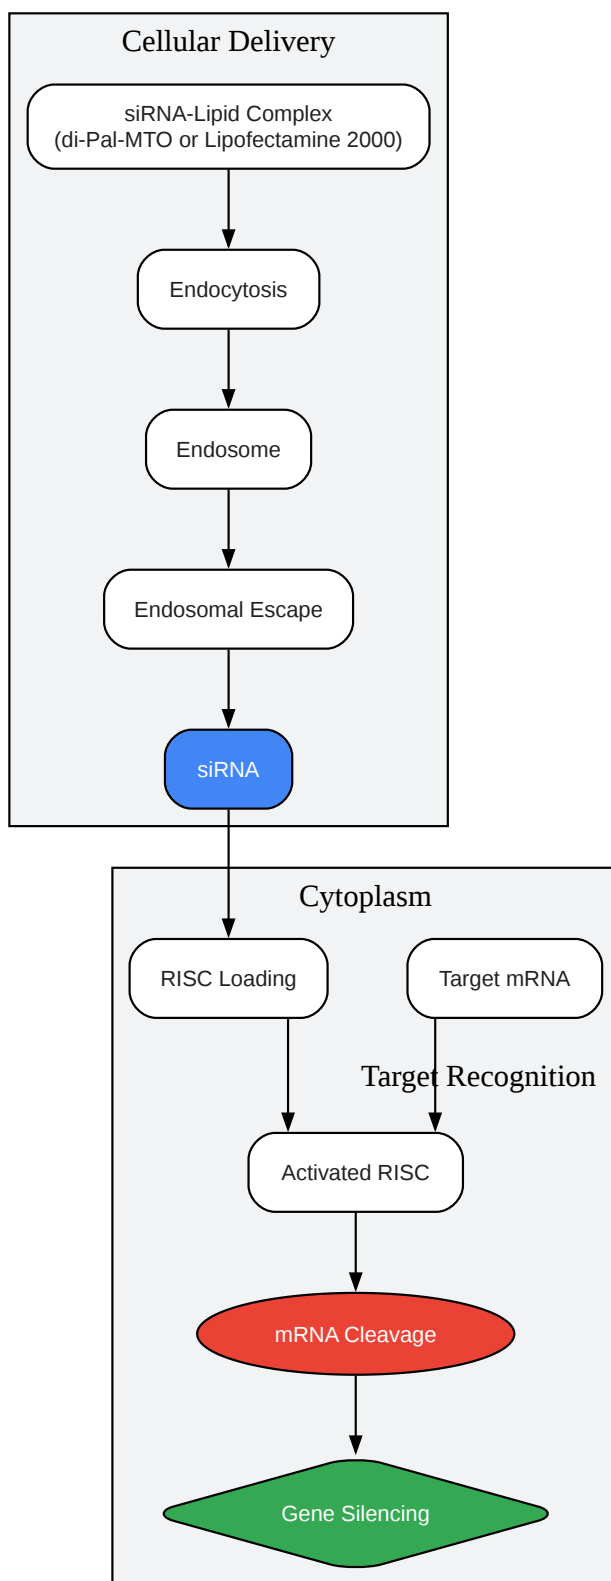 Cellular Delivery
siRNA-Lipid Complex
(di-Pal-MTO or Lipofectamine 2000)
Endocytosis
Endosome
Endosomal Escape
siRNA
Cytoplasm
RISC Loading
Target mRNA
Target Recognition
Activated RISC
mRNA Cleavage
Gene Silencing